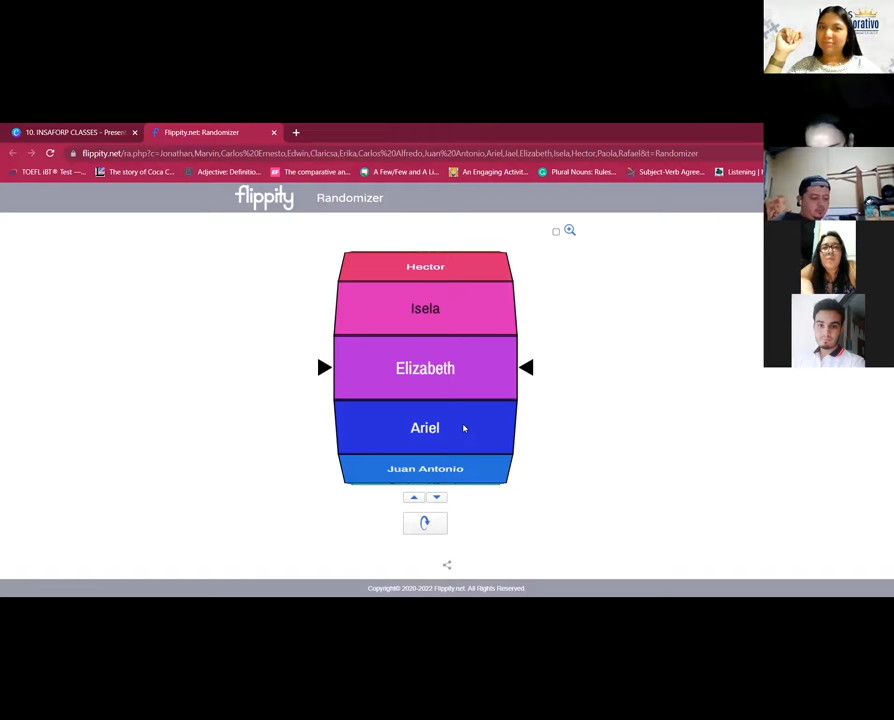 orativo
10. INSAFORP CLASSES - Present
Flippity.net: Randomizer
flippity.net/ra.php?c=Jonathan,Marvin,Carlos%20Ernesto,Edwin,Claricsa,Erika,Carlos%20Alfredo,Juan%20Antonio,Ariel,Jael,Elizabeth,Isela,Hector,Paola,Rafael&t=Randomizer
TOEFL iBT® Test —...
The story of Coca C...
Adjective: Definitio...
The comparative an...
A Few/Few and A Li...
An Engaging Activit...
Plural Nouns: Rules...
Subject-Verb Agree...
Listening
flippity
Randomizer
Hector
Isela
Elizabeth
Ariel
Juan Antonio
Copyright© 2020-2022 Flippity.net. All Rights Reserved.